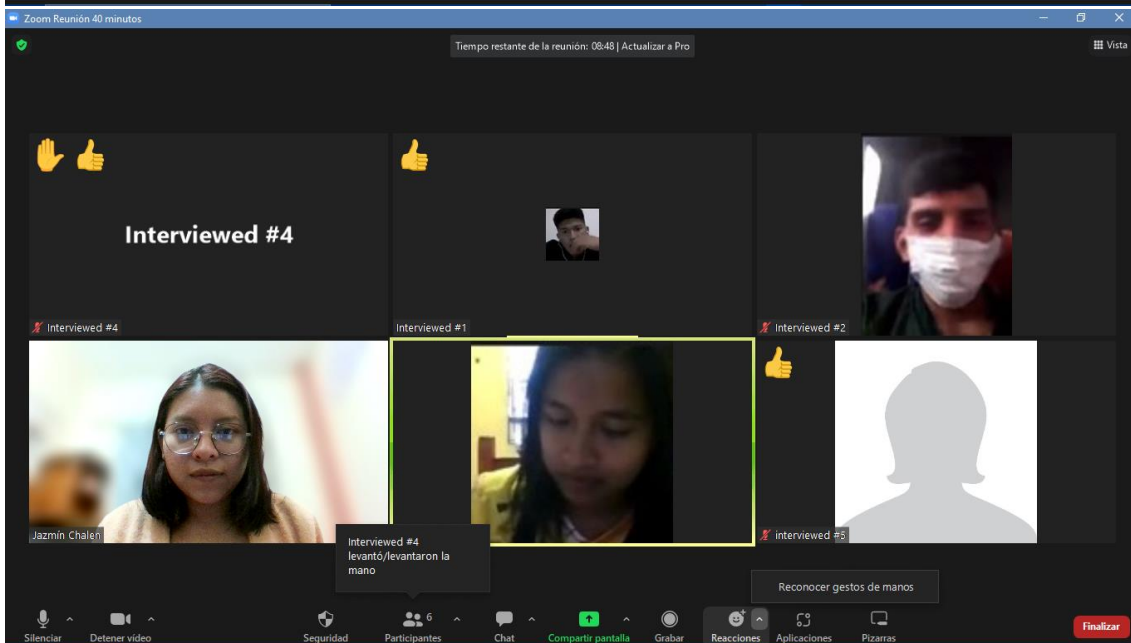 Zoom Reunión 40 minutos
Tiempo restante de la reunión: 08:48 | Actualizar a Pro
Vista
Interviewed #4
Interviewed #4
Interviewed #1
Interviewed #2
Jazmín Chalen
interviewed #5
Interviewed #4
levantó/levantaron la
mano
Reconocer gestos de manos
Silenciar
Detener vídeo
Seguridad
6
Participantes
Chat
Compartir pantalla
Grabar
Reacciones
Aplicaciones
Pizarras
Finalizar